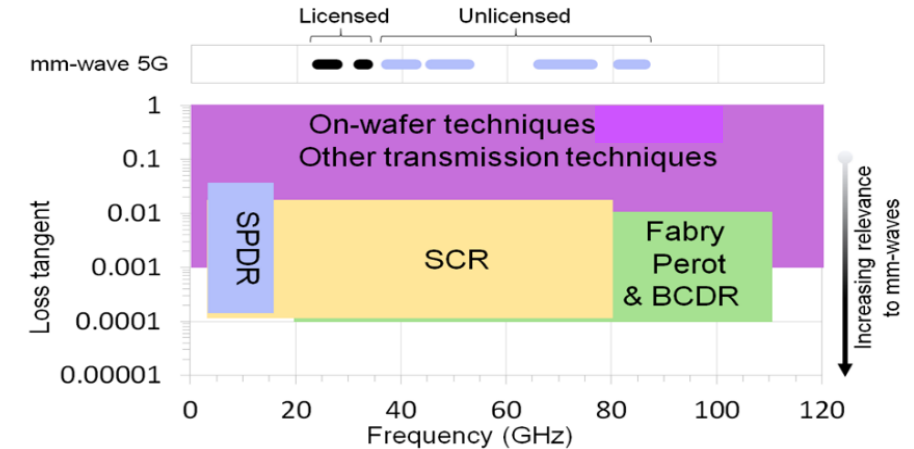 Licensed Unlicensed
mm-wave 5G
1
On-wafer techniques
0.1
Other transmission techniques
0.01
0.001
0.0001
0.00001
Loss tangent
SPDR
SCR
Fabry
Perot
& BCDR
Increasing relevance
to mm-waves
0 20 40 60 80 100 120
Frequency (GHz)